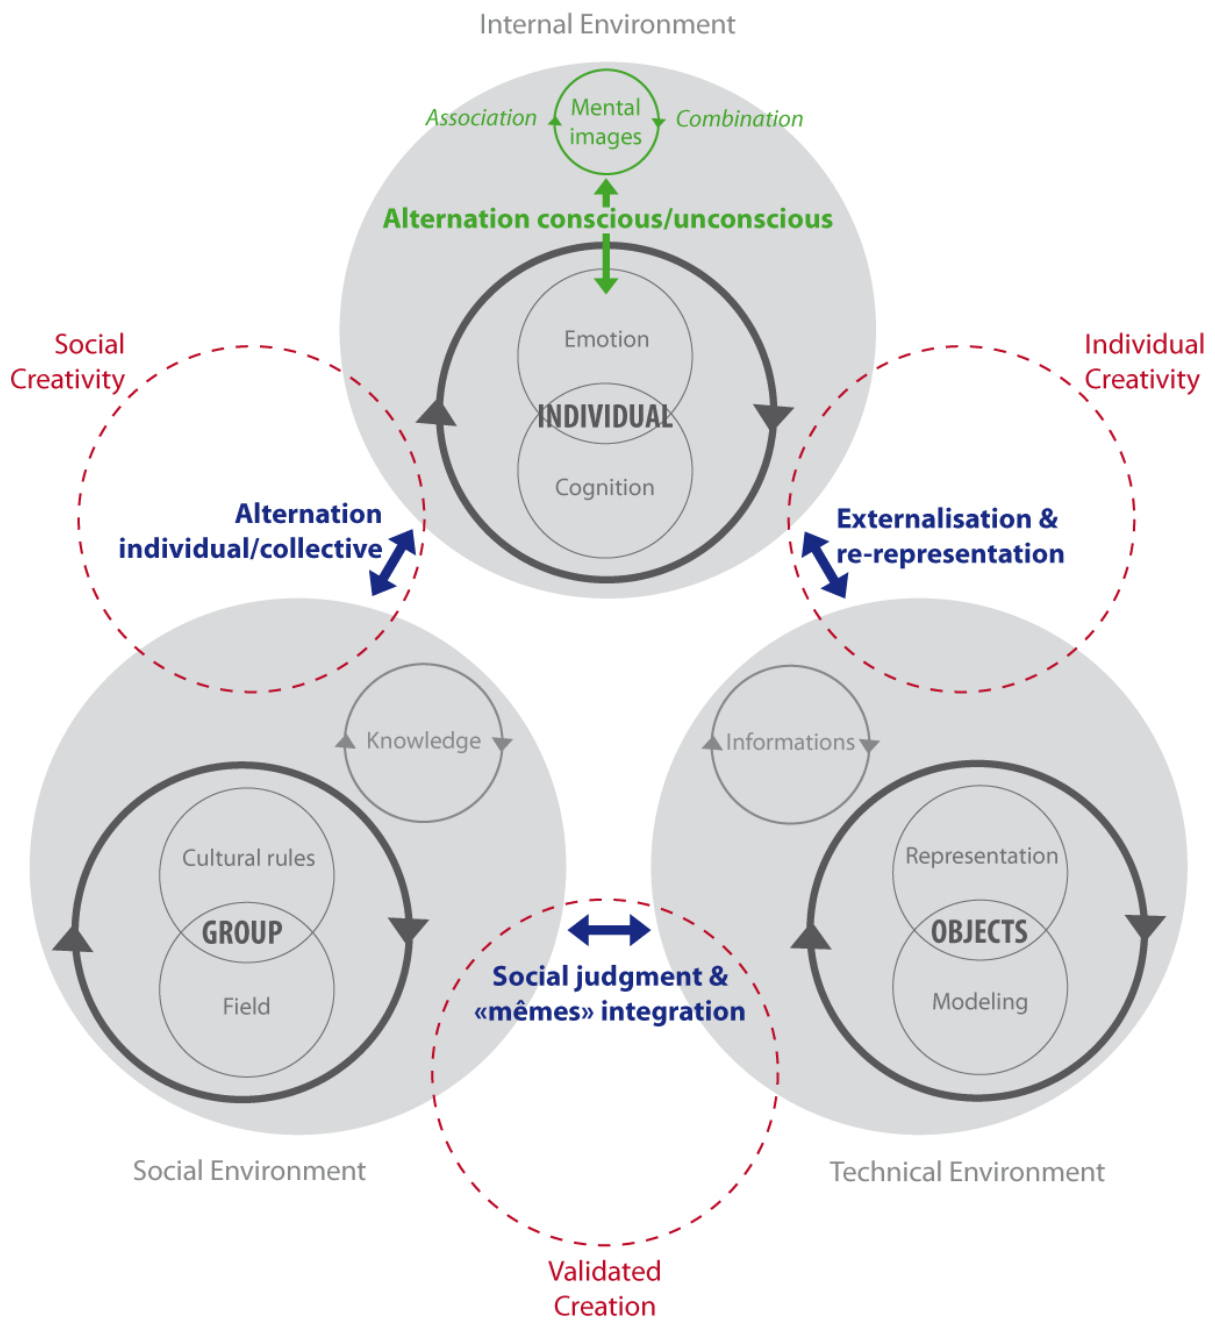 Internal Environment
Mental
images
Association
Combination
Alternation conscious/unconscious
Emotion
INDIVIDUAL
Cognition
Social
Creativity
Individual
Creativity
Alternation
individual/collective
Externalisation &
re-representation
Knowledge
Informations
Cultural rules
GROUP
Field
Representation
OBJECTS
Modeling
Social judgment &
«mêmes» integration
Social Environment
Technical Environment
Validated
Creation